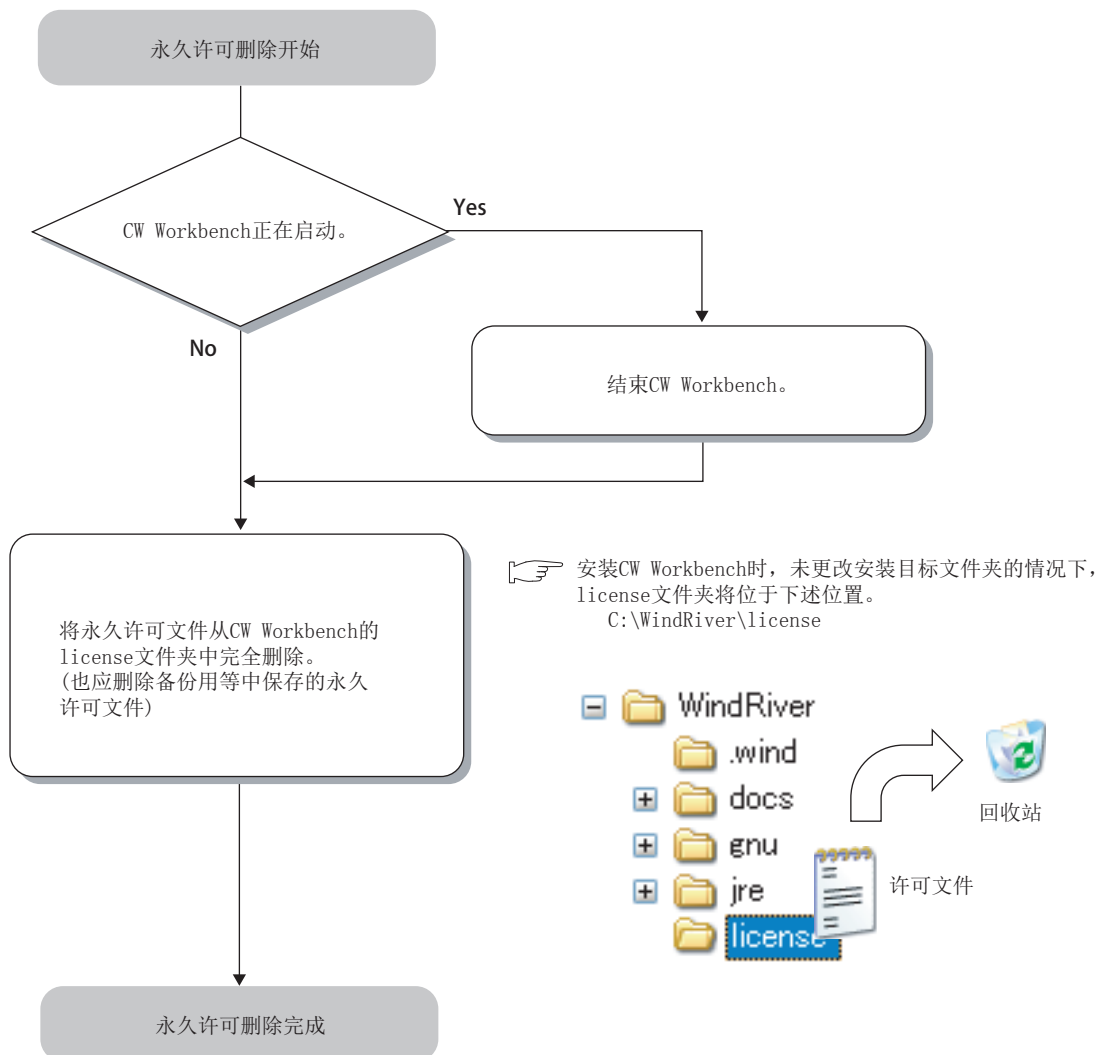 永久许可删除开始
CW Workbench正在启动。
Yes
No
结束CW Workbench。
将永久许可文件从CW Workbench的
license文件夹中完全删除。
(也应删除备份用等中保存的永久
许可文件)
安装CW Workbench时，未更改安装目标文件夹的情况下，
license文件夹将位于下述位置。
C:\WindRiver\license
WindRiver
.wind
docs
gnu
jre
license
回收站
许可文件
永久许可删除完成